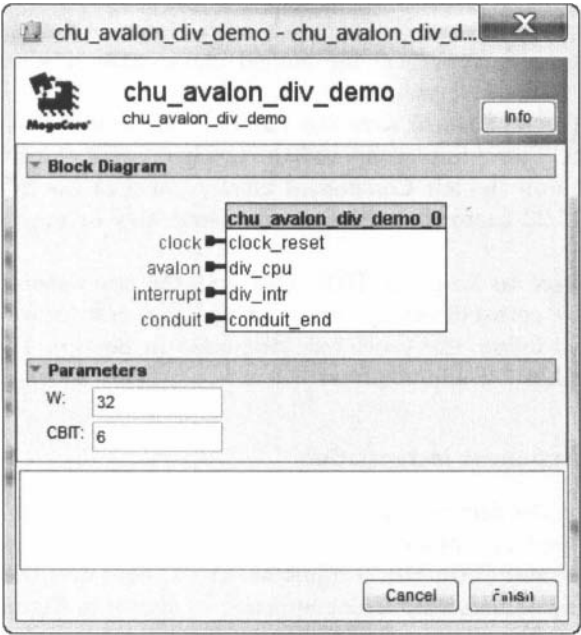 chu_avalon_div_demo - chu_avalon_div_d...
X
MegaCore'
chu_avalon_div_demo
chu_avalon_div_demo
Info
Block Diagram
chu_avalon_div_demo_0
clock clock_reset
avalon div_cpu
interrupt div_intr
conduit conduit_end
Parameters
W: 32
CBIT: 6
Cancel Finish